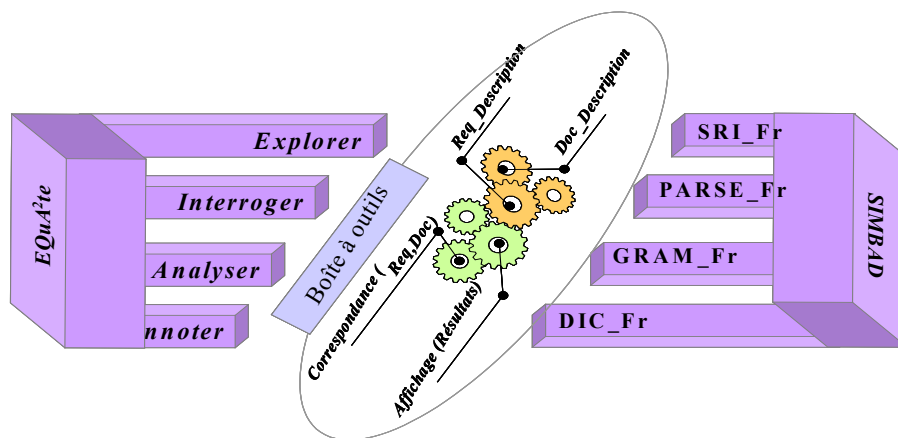 EQuA²te
Explorer
Interroger
Analyser
nnoter
Boîte à outils
Req_Description
Doc_Description
Correspondance (
Req,Doc)
Affichage (Résultats)
SRI_Fr
PARSE_Fr
GRAM_Fr
DIC_Fr
SIMBAD